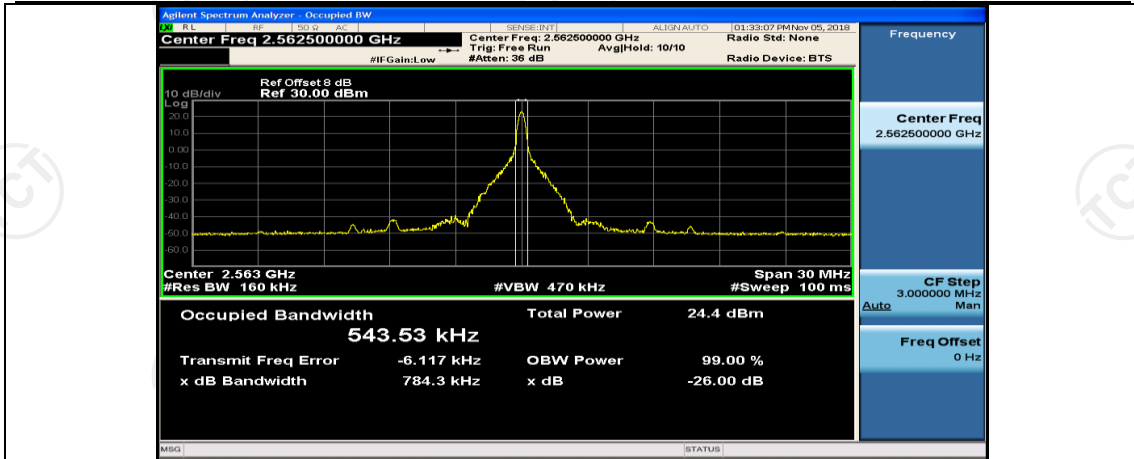 Agilent Spectrum Analyzer - Occupied BW
LXI RL RF 50 Ω AC SENSE:INT ALIGN AUTO 01:33:07 PM Nov 05, 2018
Center Freq 2.562500000 GHz
Center Freq: 2.562500000 GHz
Radio Std: None
Trig: Free Run Avg|Hold: 10/10
#IFGain:Low #Atten: 36 dB
Radio Device: BTS
Ref Offset 8 dB
10 dB/div Ref 30.00 dBm
Log
20.0
10.0
0.00
-10.0
-20.0
-30.0
-40.0
-50.0
-60.0
Center 2.563 GHz Span 30 MHz
#Res BW 160 kHz #VBW 470 kHz #Sweep 100 ms
Occupied Bandwidth Total Power 24.4 dBm
543.53 kHz
Transmit Freq Error -6.117 kHz OBW Power 99.00 %
x dB Bandwidth 784.3 kHz x dB -26.00 dB
MSG STATUS
Frequency
Center Freq
2.562500000 GHz
CF Step
3.000000 MHz
Auto Man
Freq Offset
0 Hz
TCT
TCT